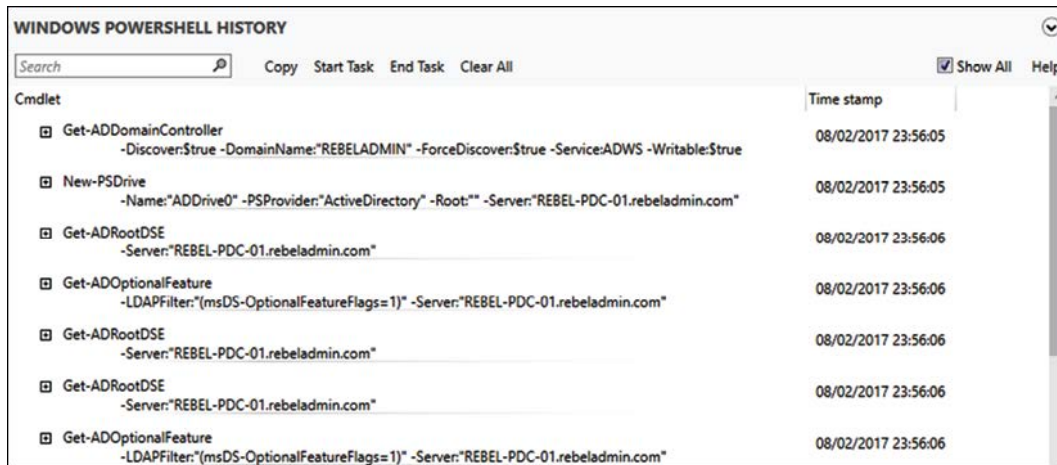 WINDOWS POWERSHELL HISTORY
Search Copy Start Task End Task Clear All Show All Help
Cmdlet Time stamp
Get-ADDomainController 08/02/2017 23:56:05
-Discover:$true -DomainName:"REBELADMIN" -ForceDiscover:$true -Service:ADWS -Writable:$true
New-PSDrive 08/02/2017 23:56:05
-Name:"ADDrive0" -PSProvider:"ActiveDirectory" -Root:"" -Server:"REBEL-PDC-01.rebeladmin.com"
Get-ADRootDSE 08/02/2017 23:56:06
-Server:"REBEL-PDC-01.rebeladmin.com"
Get-ADOptionalFeature 08/02/2017 23:56:06
-LDAPFilter:"(msDS-OptionalFeatureFlags=1)" -Server:"REBEL-PDC-01.rebeladmin.com"
Get-ADRootDSE 08/02/2017 23:56:06
-Server:"REBEL-PDC-01.rebeladmin.com"
Get-ADRootDSE 08/02/2017 23:56:06
-Server:"REBEL-PDC-01.rebeladmin.com"
Get-ADOptionalFeature 08/02/2017 23:56:06
-LDAPFilter:"(msDS-OptionalFeatureFlags=1)" -Server:"REBEL-PDC-01.rebeladmin.com"